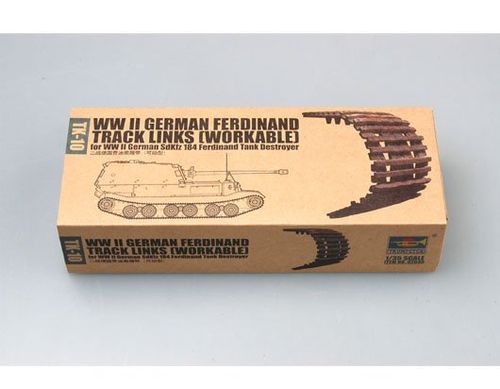 TK-10
WW II GERMAN FERDINAND
TRACK LINKS (WORKABLE)
for WW II German SdKfz 184 Ferdinand Tank Destroyer
TK-10
WW II GERMAN FERDINAND
TRACK LINKS (WORKABLE)
for WW II German SdKfz 184 Ferdinand Tank Destroyer
TRUMPETER
1/35 SCALE